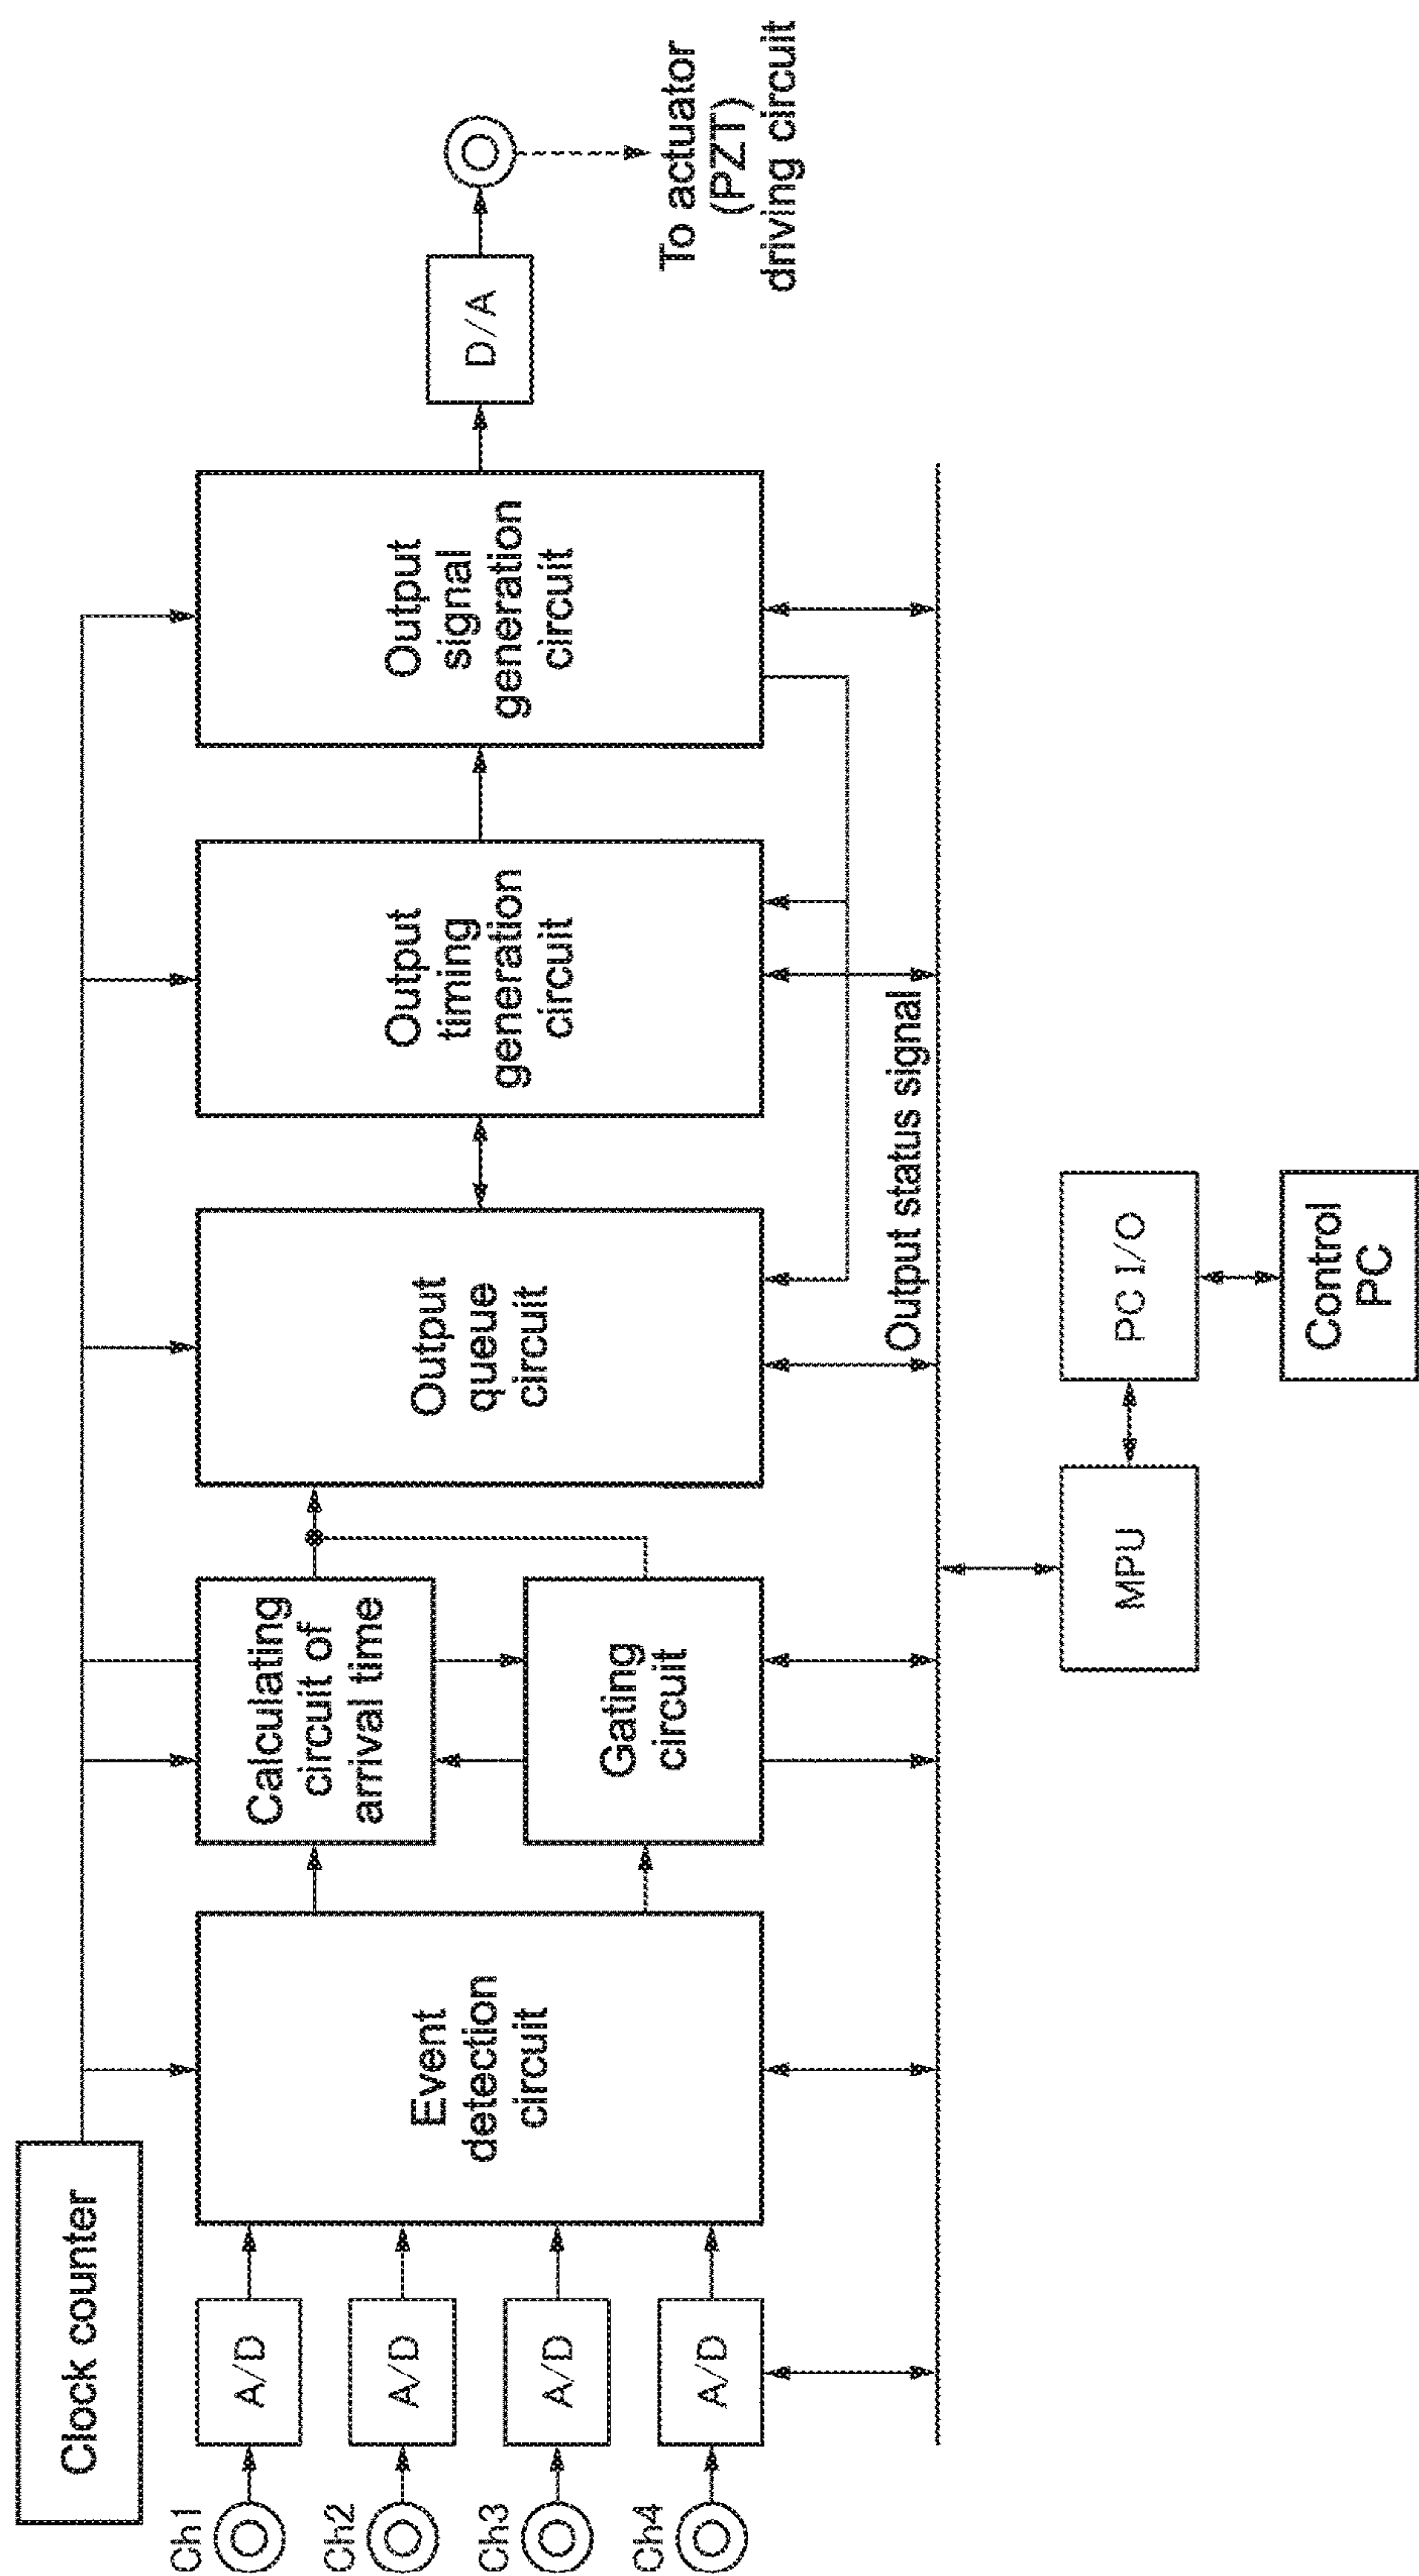 Clock counter
Ch1
A/D
Ch2
A/D
Ch3
A/D
Ch4
A/D
Event
detection
circuit
Calculating
circuit of
arrival time
Gating
circuit
Output
queue
circuit
Output
timing
generation
circuit
Output
signal
generation
circuit
D/A
To actuator
(PZT)
driving circuit
Output status signal
MPU
PC I/O
Control
PC